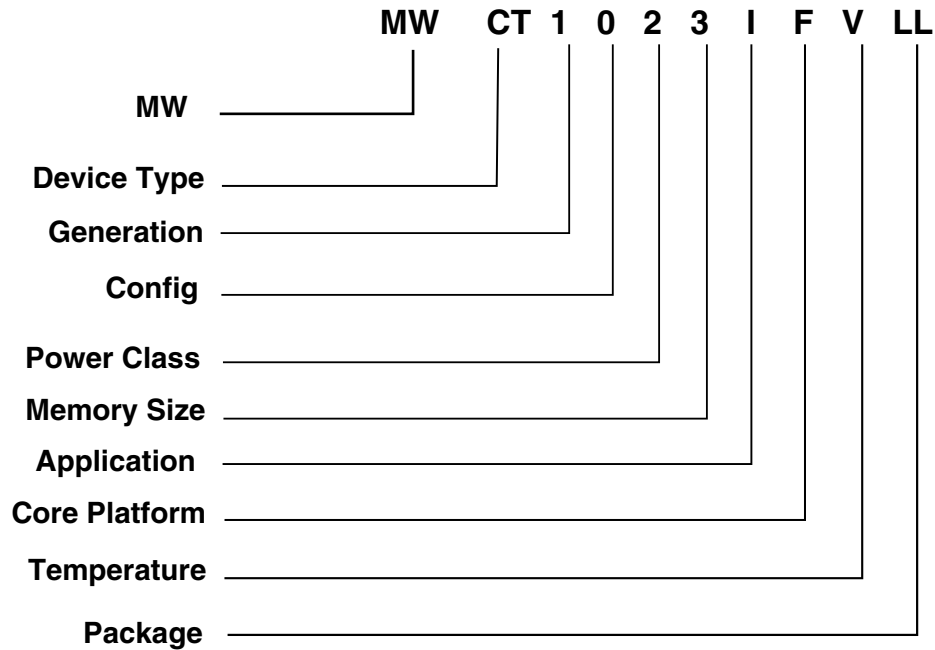 MW CT 1 0 2 3 I F V LL
MW
Device Type
Generation
Config
Power Class
Memory Size
Application
Core Platform
Temperature
Package